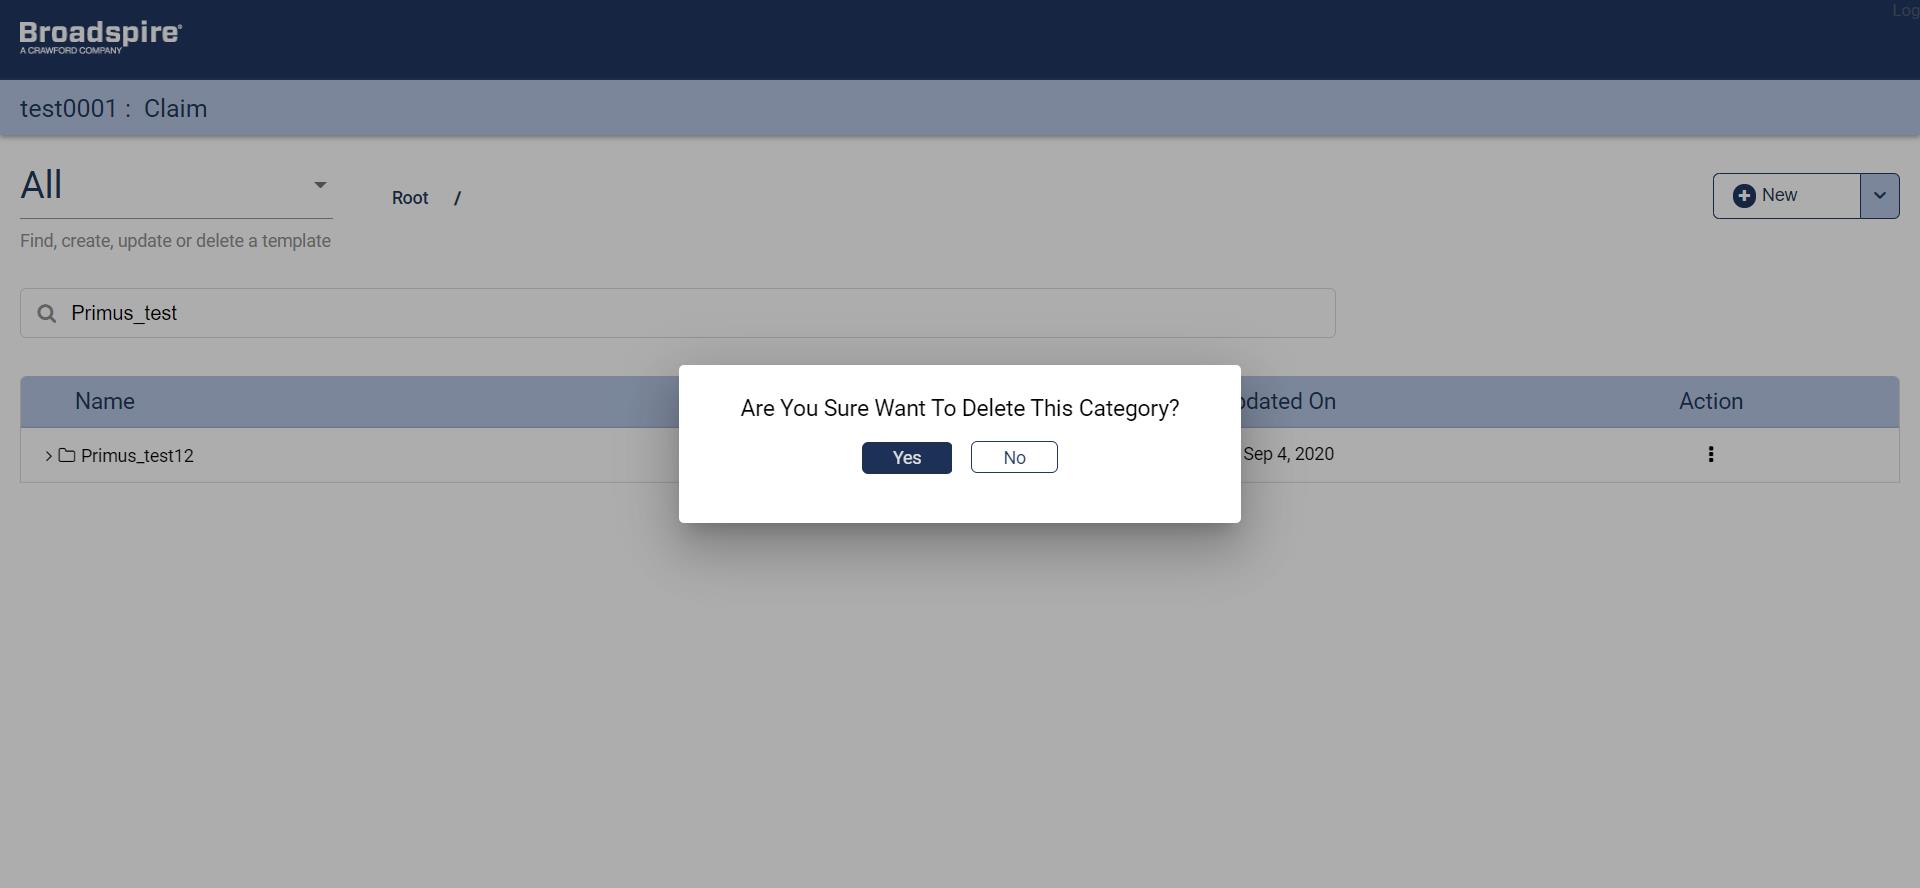 Log
Broadspire®
A CRAWFORD COMPANY
test0001 : Claim
All
Root /
New
Find, create, update or delete a template
Primus_test
Name
Updated On
Action
Primus_test12
Sep 4, 2020
Are You Sure Want To Delete This Category?
Yes
No